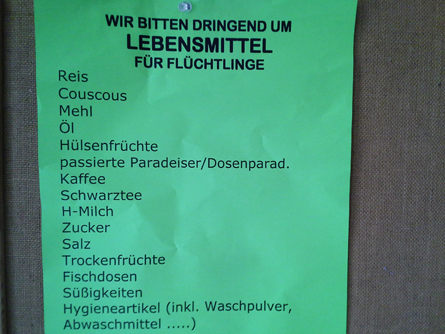 WIR BITTEN DRINGEND UM
LEBENSMITTEL
FÜR FLÜCHTLINGE
Reis
Couscous
Mehl
Öl
Hülsenfrüchte
passierte Paradeiser/Dosenparad.
Kaffee
Schwarztee
H-Milch
Zucker
Salz
Trockenfrüchte
Fischdosen
Süßigkeiten
Hygieneartikel (inkl. Waschpulver,
Abwaschmittel .....)